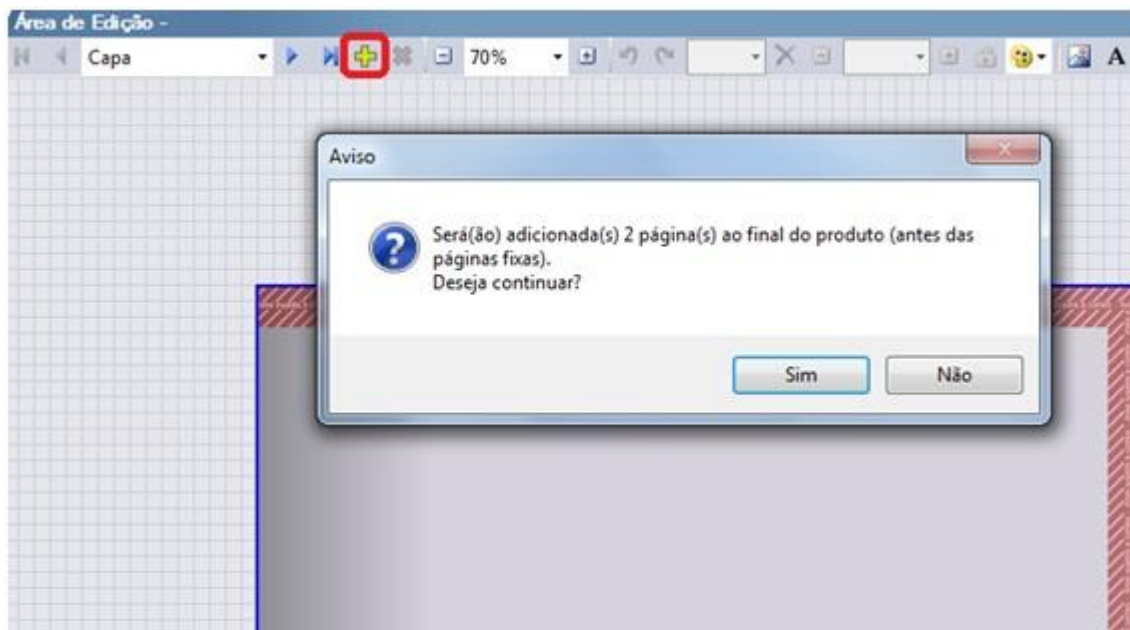 Área de Edição -
Capa
70%
A
Aviso
Será(ão) adicionada(s) 2 página(s) ao final do produto (antes das
páginas fixas).
Deseja continuar?
Sim
Não